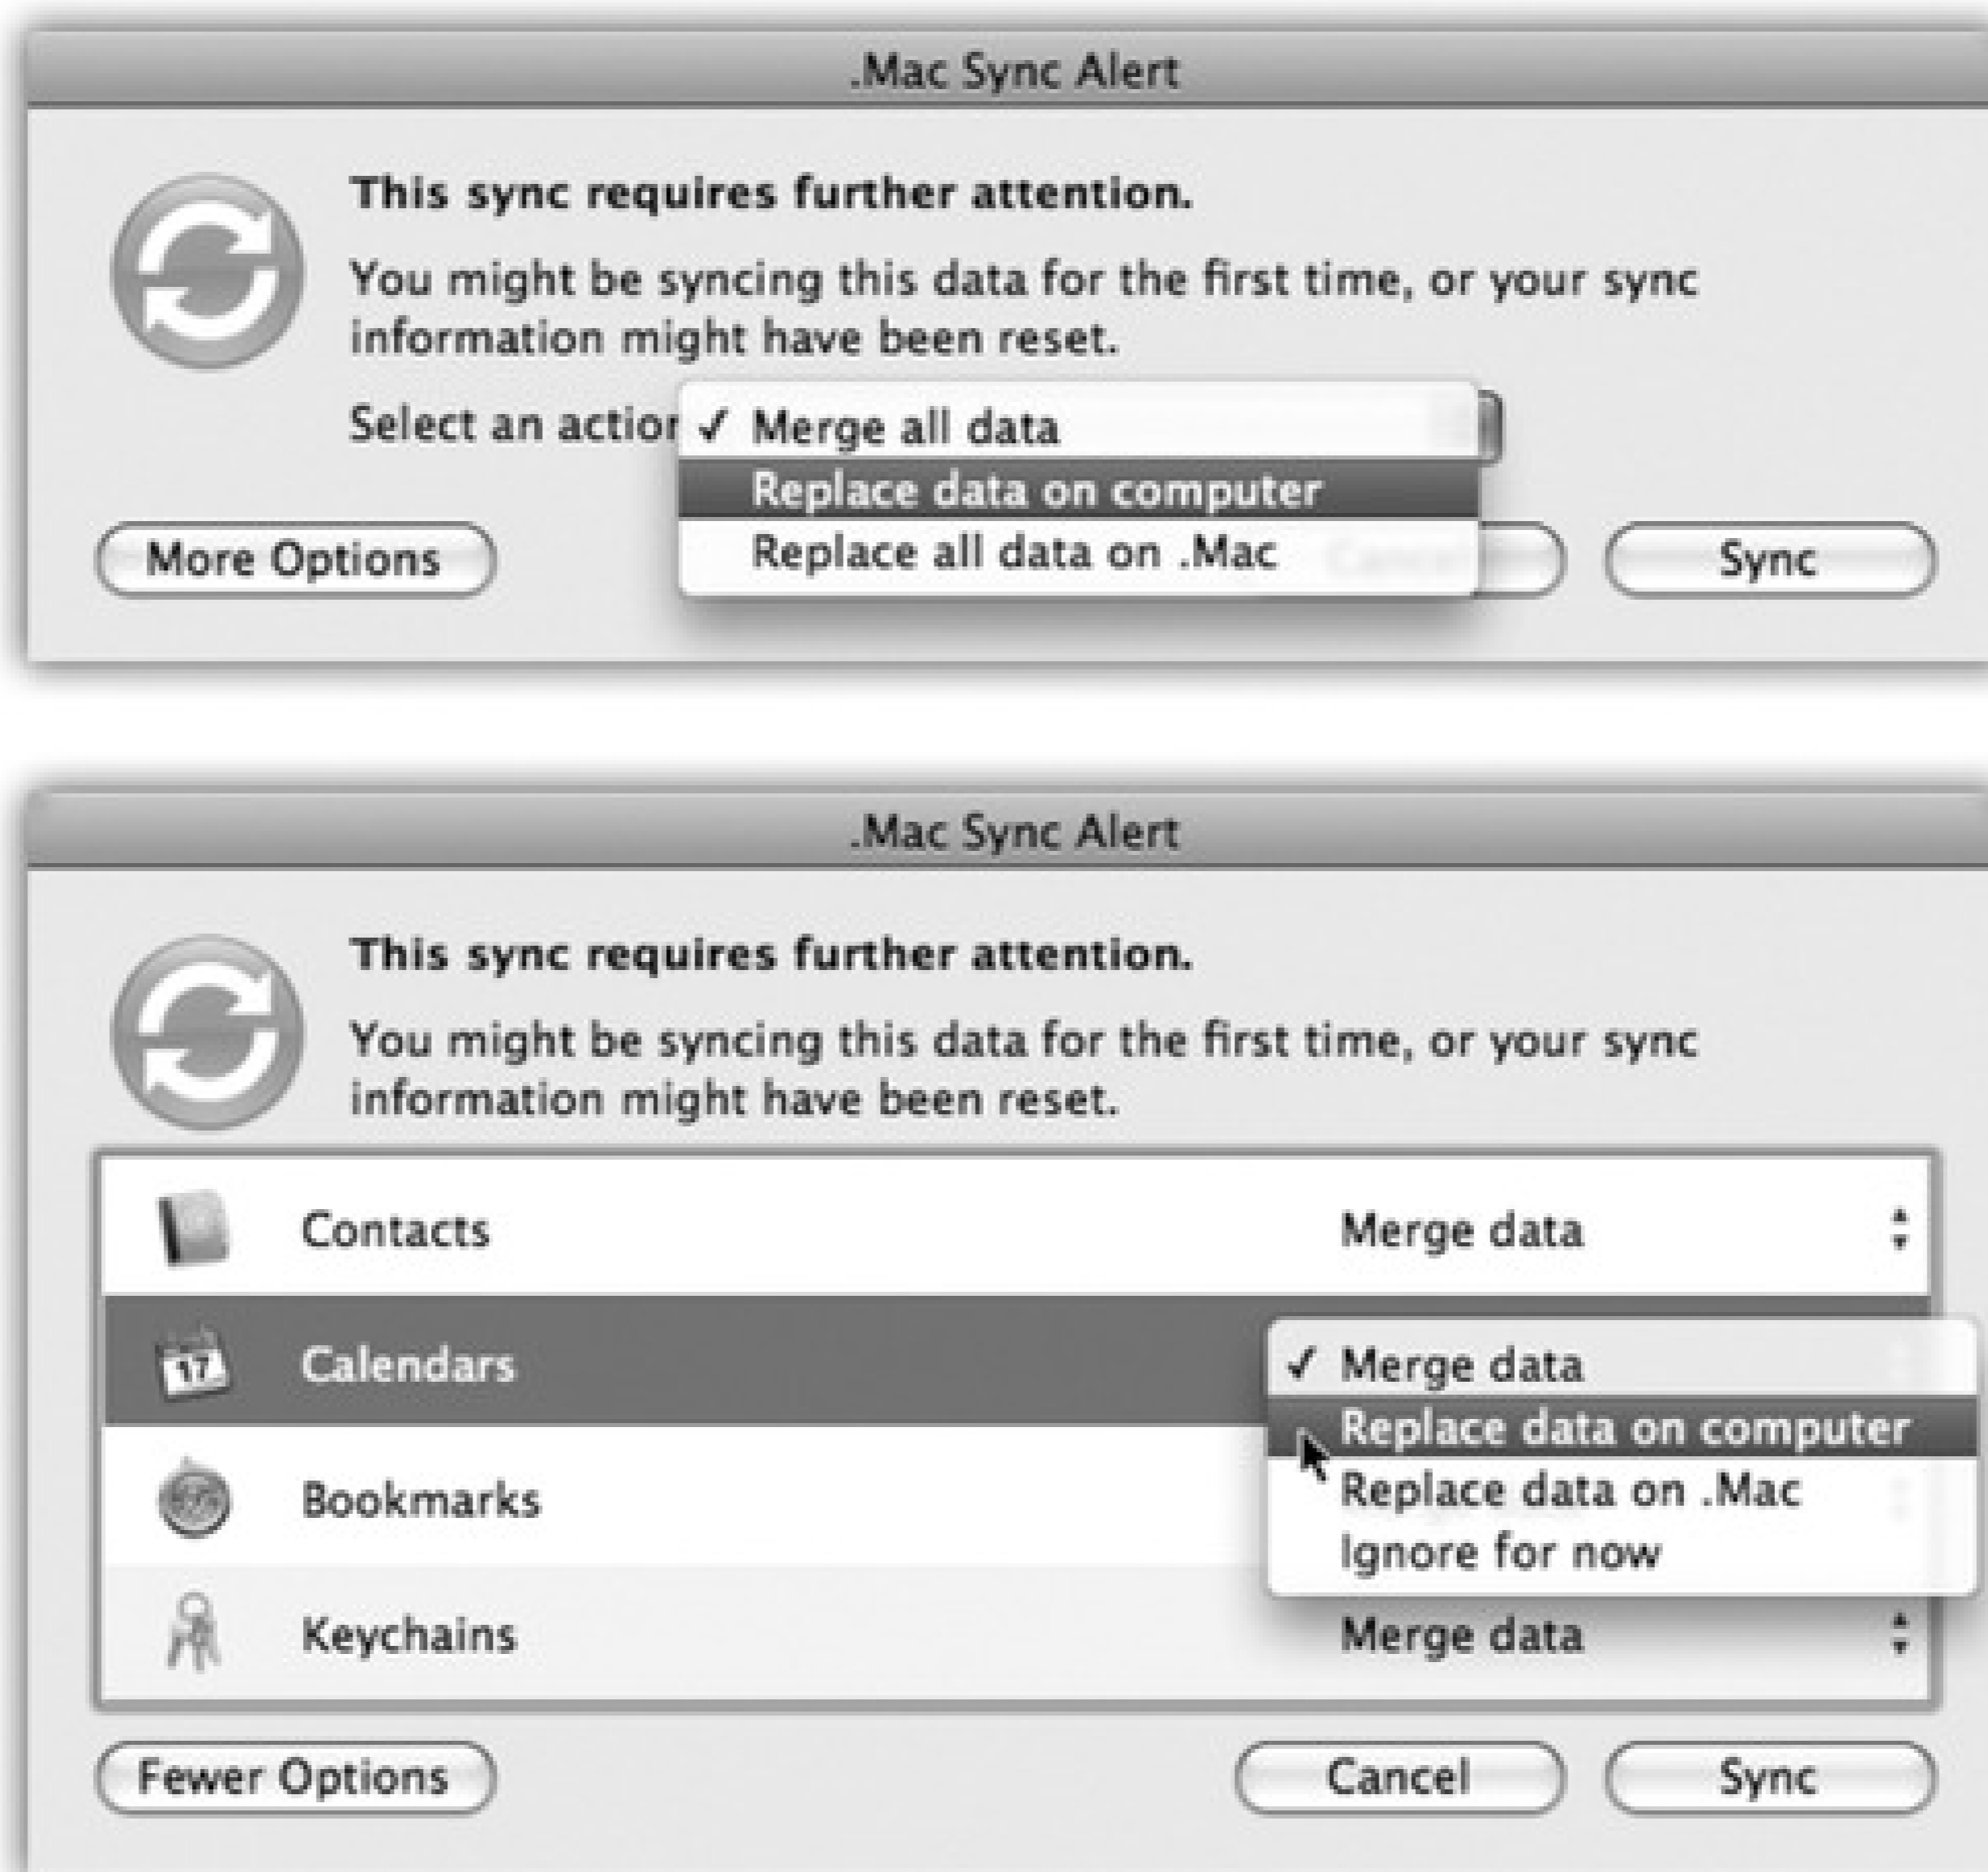 .Mac Sync Alert
This sync requires further attention.
You might be syncing this data for the first time, or your sync
information might have been reset.
Select an action
✓ Merge all data
Replace data on computer
Replace all data on .Mac
More Options
Cancel
Sync
.Mac Sync Alert
This sync requires further attention.
You might be syncing this data for the first time, or your sync
information might have been reset.
Contacts
Merge data
17
Calendars
✓ Merge data
Replace data on computer
Replace data on .Mac
Ignore for now
Bookmarks
Keychains
Merge data
Fewer Options
Cancel
Sync